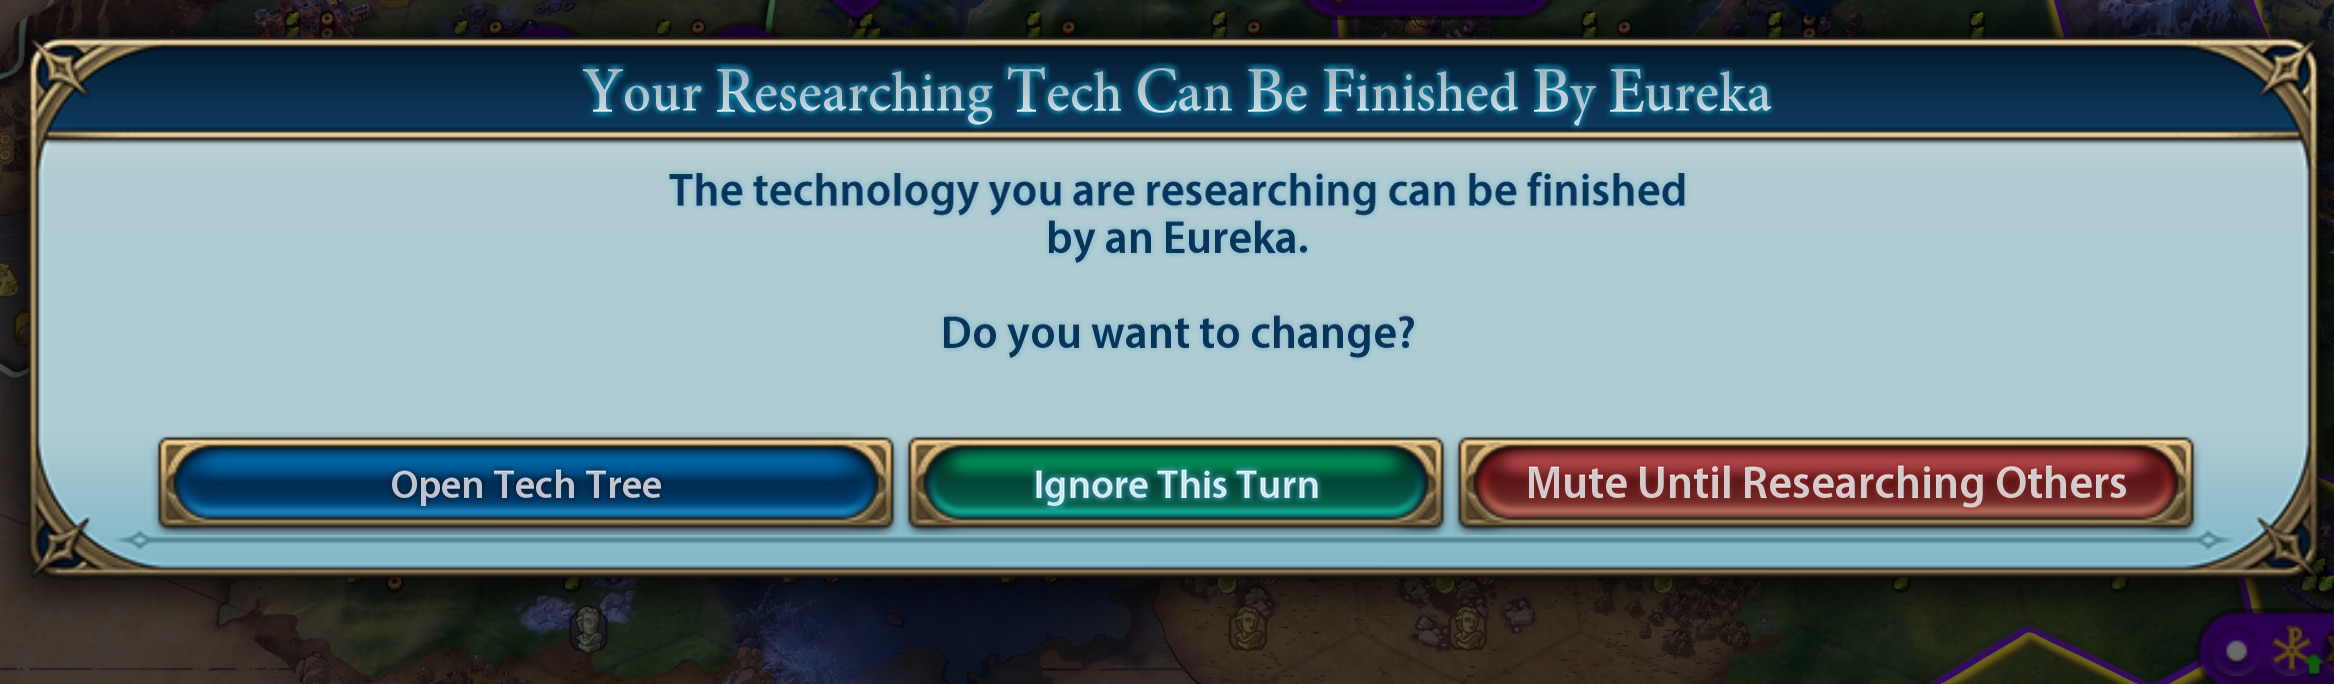 Your Researching Tech Can Be Finished By Eureka
The technology you are researching can be finished
by an Eureka.
Do you want to change?
Open Tech Tree
Ignore This Turn
Mute Until Researching Others